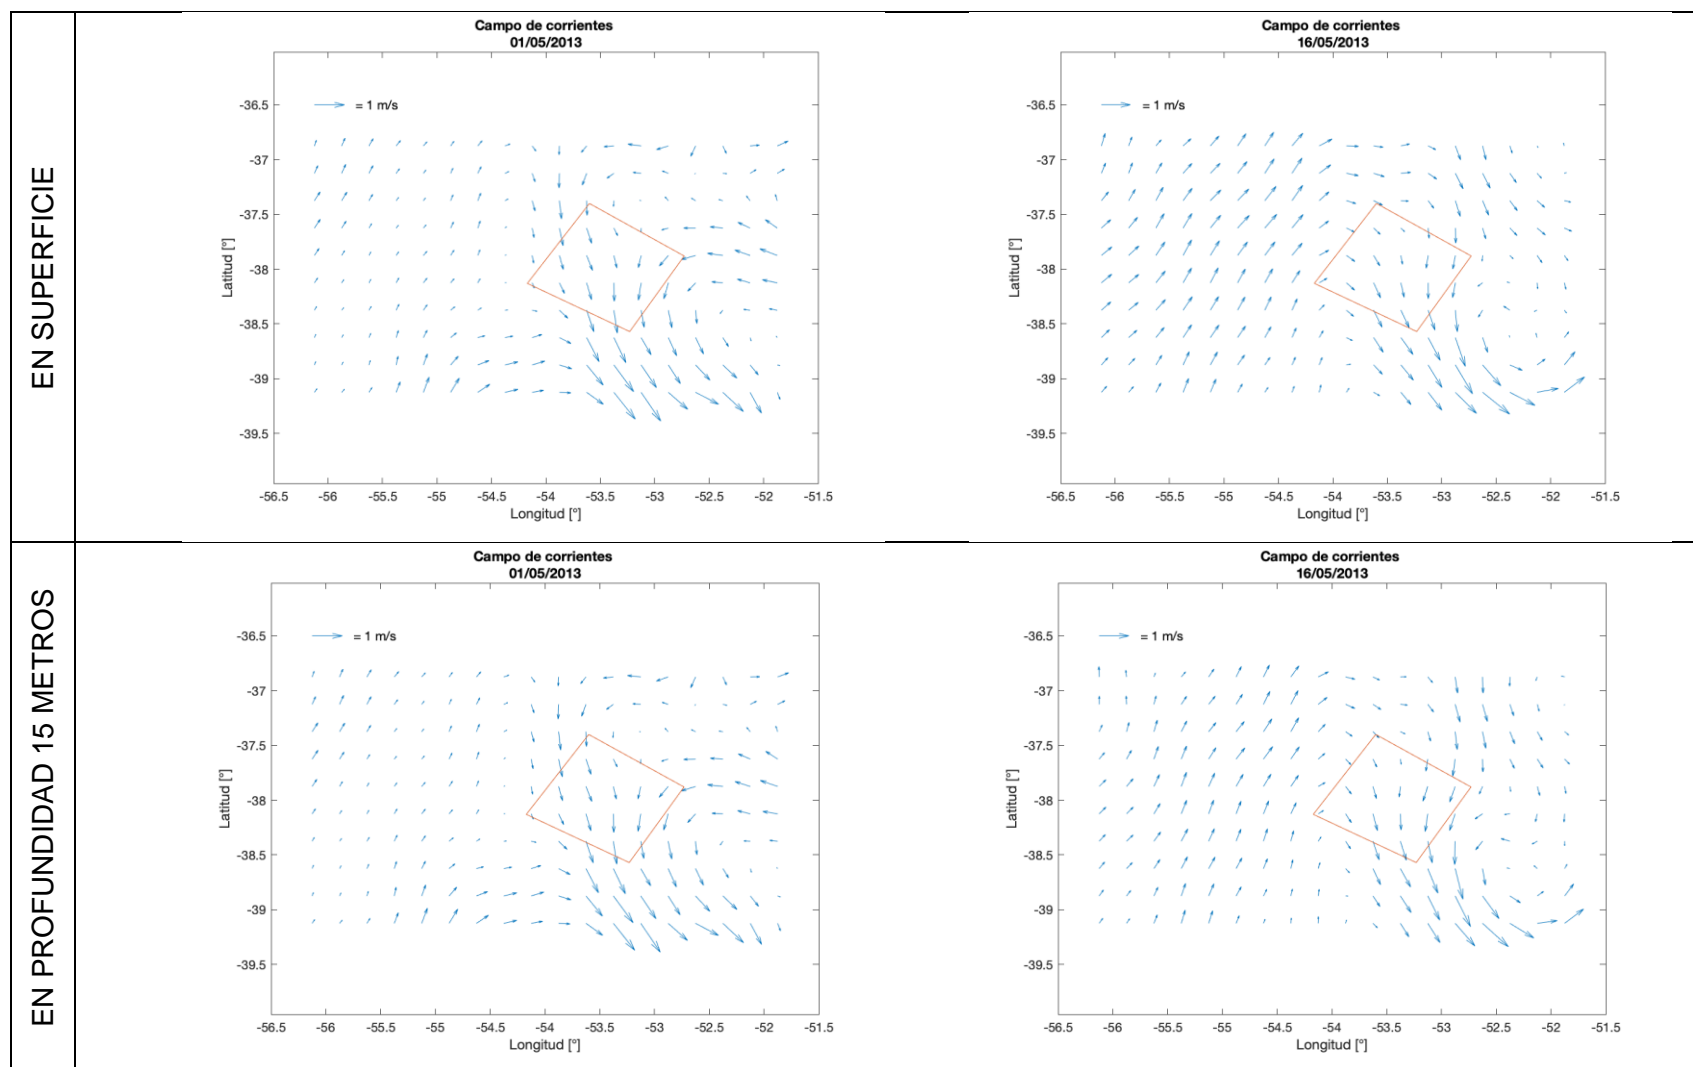 EN SUPERFICIE
Campo de corrientes
01/05/2013
= 1 m/s
-36.5
-37
-37.5
-38
-38.5
-39
-39.5
Latitud [°]
-56.5 -56 -55.5 -55 -54.5 -54 -53.5 -53 -52.5 -52 -51.5
Longitud [°]
Campo de corrientes
16/05/2013
= 1 m/s
-36.5
-37
-37.5
-38
-38.5
-39
-39.5
Latitud [°]
-56.5 -56 -55.5 -55 -54.5 -54 -53.5 -53 -52.5 -52 -51.5
Longitud [°]
EN PROFUNDIDAD 15 METROS
Campo de corrientes
01/05/2013
= 1 m/s
-36.5
-37
-37.5
-38
-38.5
-39
-39.5
Latitud [°]
-56.5 -56 -55.5 -55 -54.5 -54 -53.5 -53 -52.5 -52 -51.5
Longitud [°]
Campo de corrientes
16/05/2013
= 1 m/s
-36.5
-37
-37.5
-38
-38.5
-39
-39.5
Latitud [°]
-56.5 -56 -55.5 -55 -54.5 -54 -53.5 -53 -52.5 -52 -51.5
Longitud [°]